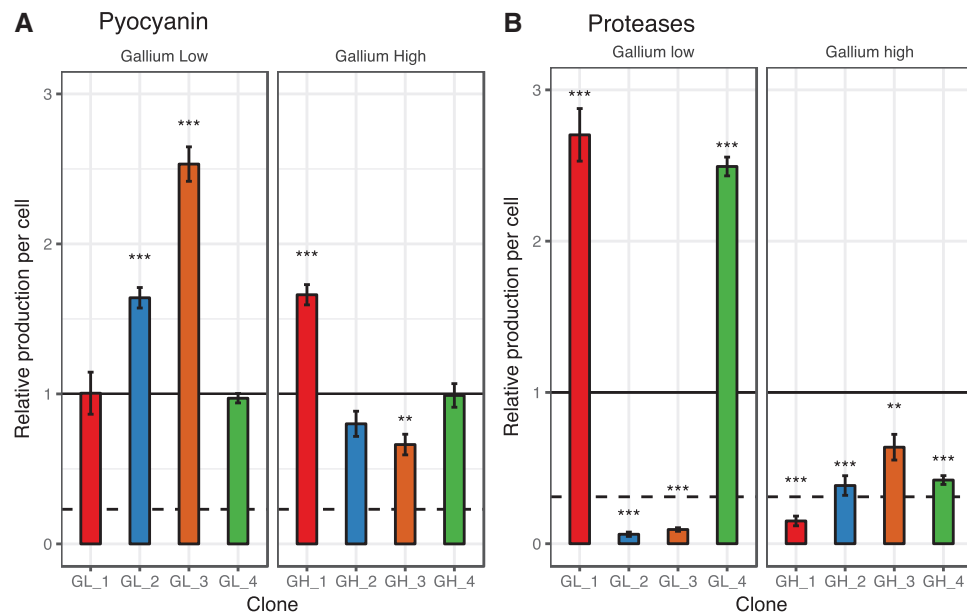 A Pyocyanin
Gallium Low Gallium High
Relative production per cell
3
2
1
0
***
***
***
**
GL_1 GL_2 GL_3 GL_4 GH_1 GH_2 GH_3 GH_4
Clone
B Proteases
Gallium low Gallium high
Relative production per cell
3
2
1
0
***
***
***
***
***
***
**
***
GL_1 GL_2 GL_3 GL_4 GH_1 GH_2 GH_3 GH_4
Clone